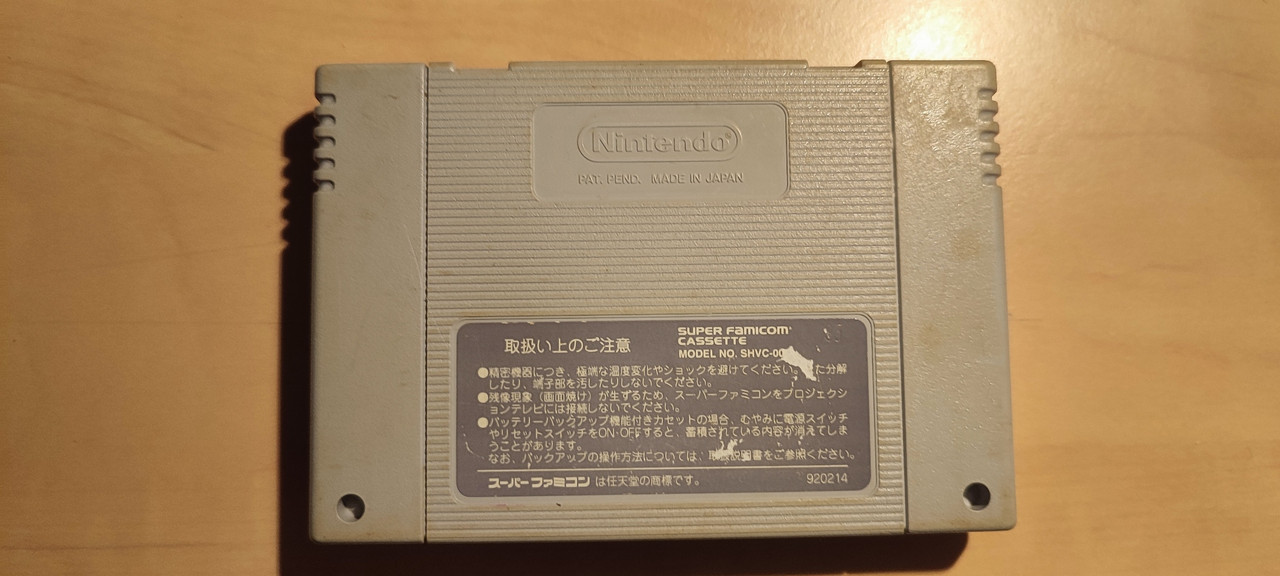 Nintendo®
PAT. PEND. MADE IN JAPAN
取扱い上のご注意
SUPER FAMICOM®
CASSETTE
MODEL NO. SHVC-00
●精密機器につき、極端な温度変化やショックを避けてください。た分解
したり、端子部を汚したりしないでください。
●残像現象（画面焼け）が生ずるため、スーパーファミコンをプロジェクシ
ョンテレビには接続しないでください。
●バッテリーバックアップ機能付きカセットの場合、むやみに電源スイッチ
やリセットスイッチをON・OFFすると、蓄積されている内容が消えてしま
うことがあります。
なお、バックアップの操作方法については、取扱説明書をご参照ください。
スーパーファミコンは任天堂の商標です。
920214